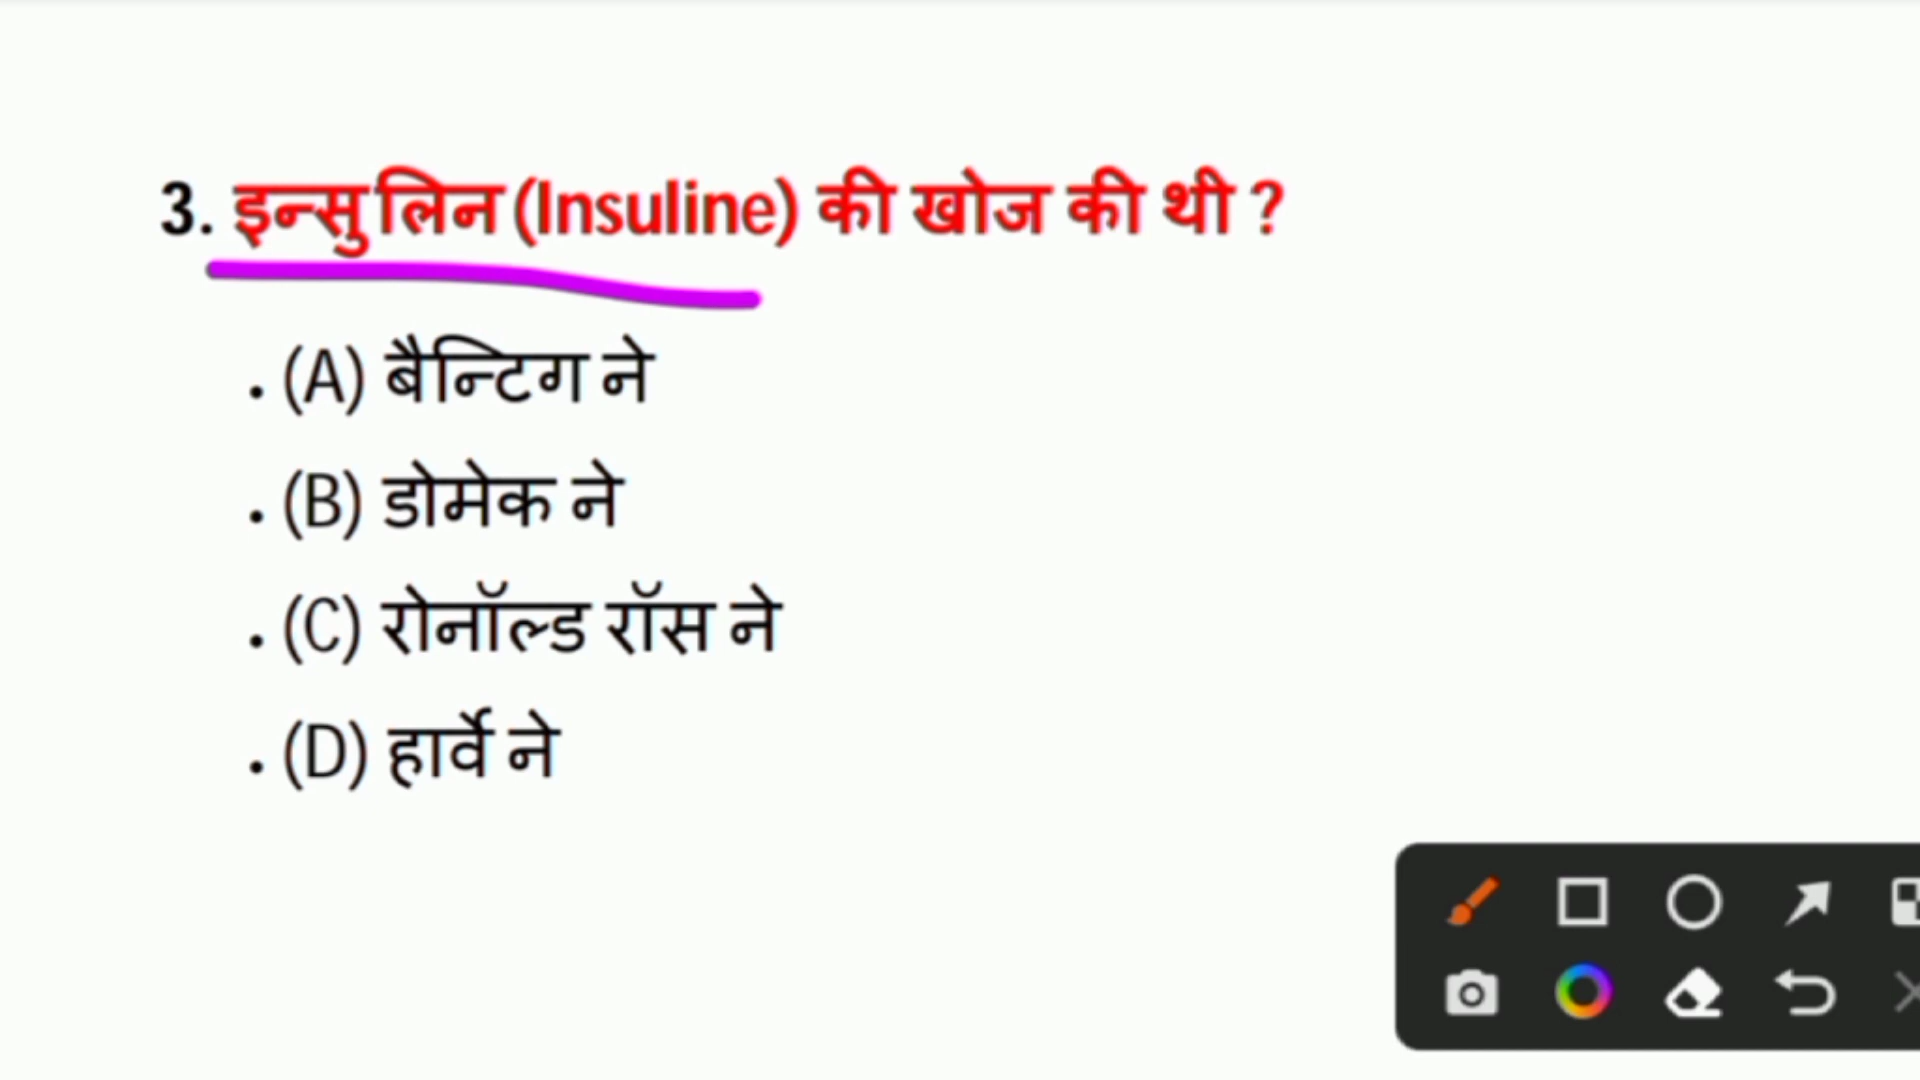 3. इन्सुलिन (Insuline) की खोज की थी ?
. (A) बैन्टिग ने
. (B) डोमेक ने
. (C) रोनॉल्ड रॉस ने
. (D) हार्वे ने